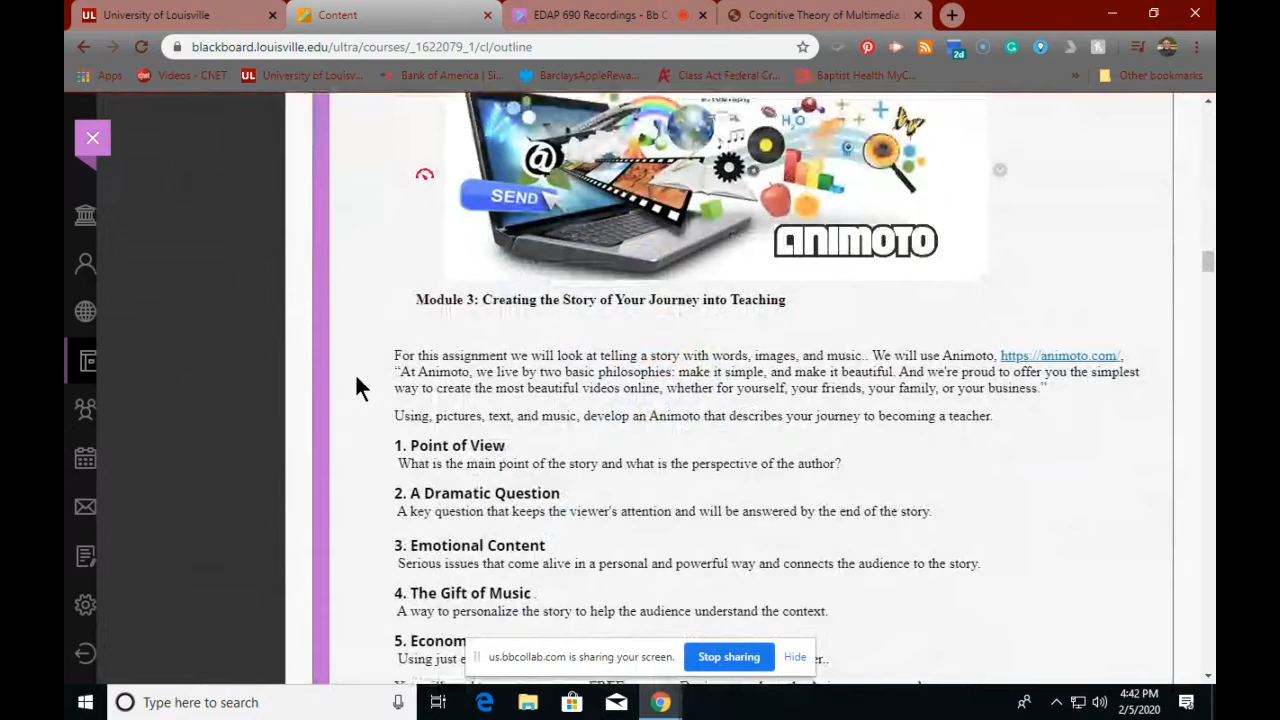 University of Louisville
Content
EDAP 690 Recordings - Bb C
Cognitive Theory of Multimedia
blackboard.louisville.edu/ultra/courses/_1622079_1/cl/outline
2d
Apps
Videos - CNET
University of Louisv...
Bank of America | Si...
BarclaysAppleRewa...
Class Act Federal Cr...
Baptist Health MyC...
Other bookmarks
H₂O
@
SEND
ANIMOTO
Module 3: Creating the Story of Your Journey into Teaching
For this assignment we will look at telling a story with words, images, and music.. We will use Animoto, https://animoto.com/,
“At Animoto, we live by two basic philosophies: make it simple, and make it beautiful. And we're proud to offer you the simplest
way to create the most beautiful videos online, whether for yourself, your friends, your family, or your business.”
Using, pictures, text, and music, develop an Animoto that describes your journey to becoming a teacher.
1. Point of View
What is the main point of the story and what is the perspective of the author?
2. A Dramatic Question
A key question that keeps the viewer's attention and will be answered by the end of the story.
3. Emotional Content
Serious issues that come alive in a personal and powerful way and connects the audience to the story.
4. The Gift of Music
A way to personalize the story to help the audience understand the context.
5. Econom
Using just e
us.bbcollab.com is sharing your screen.
Stop sharing
Hide
Type here to search
4:42 PM
2/5/2020